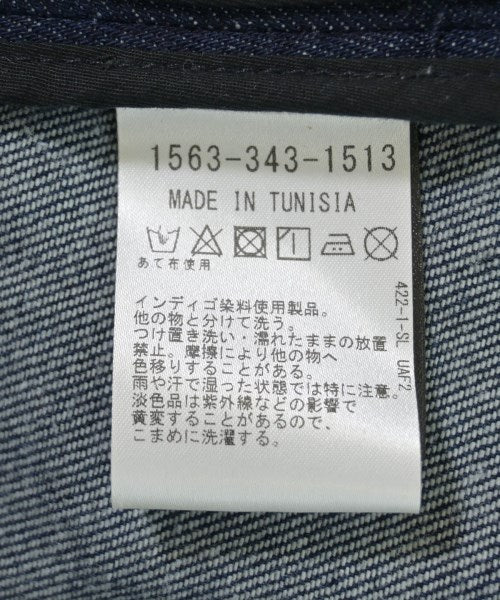 1563-343-1513
MADE IN TUNISIA
あて布使用
インディゴ染料使用製品。
他の物と分けて洗う。
つけ置き洗い・濡れたままの放置
禁止。摩擦により他の物へ
色移りすることがある。
雨や汗で湿った状態では特に注意。
淡色品は紫外線などの影響で
黄変することがあるので、
こまめに洗濯する。
422-1-SL UAF2